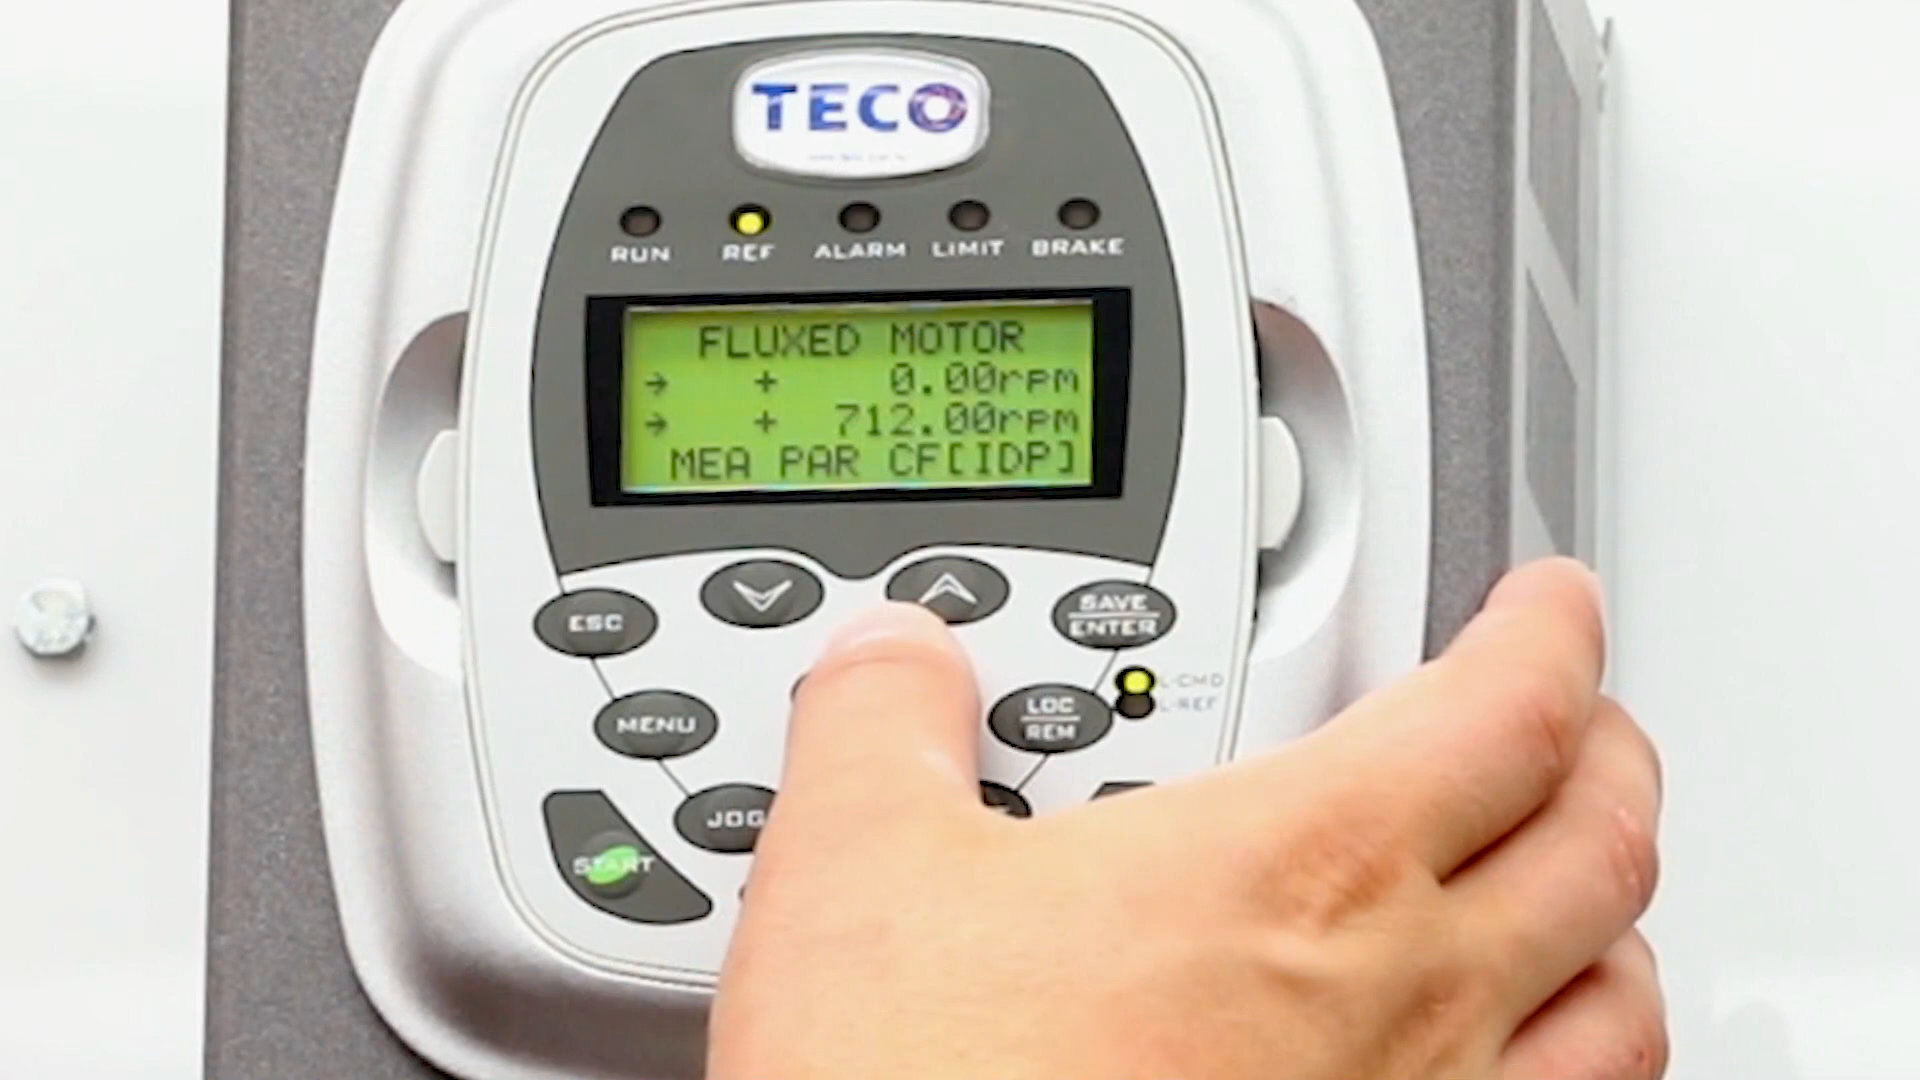 TECO
RUN REF ALARM LIMIT BRAKE
FLUXED MOTOR
→ + 0.00rpm
→ + 712.00rpm
MEA PAR CF[IDP]
ESC
SAVE
ENTER
MENU
LOC
REM
L-CMD
L-REF
JOG
START